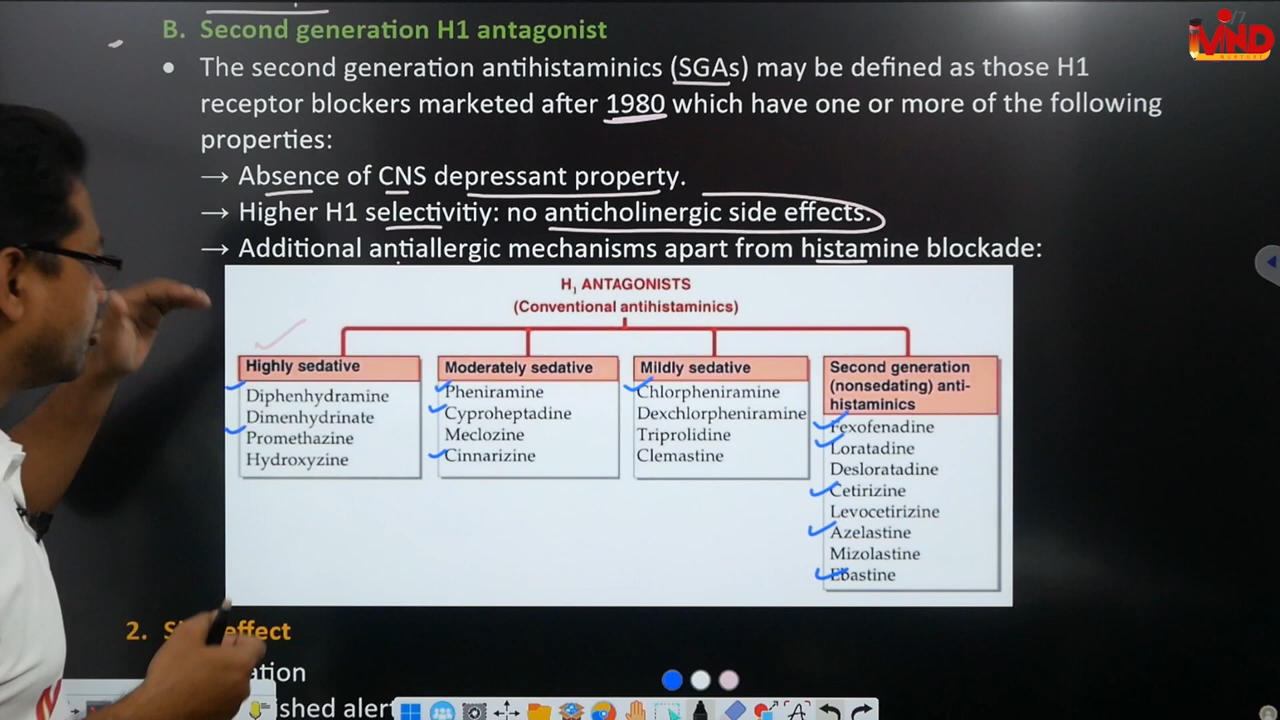 B. Second generation H1 antagonist
• The second generation antihistaminics (SGAs) may be defined as those H1
receptor blockers marketed after 1980 which have one or more of the following
properties:
→ Absence of CNS depressant property.
→ Higher H1 selectivitiy: no anticholinergic side effects.
→ Additional antiallergic mechanisms apart from histamine blockade:
H1 ANTAGONISTS
(Conventional antihistaminics)
Highly sedative
Diphenhydramine
Dimenhydrinate
Promethazine
Hydroxyzine
Moderately sedative
Pheniramine
Cyproheptadine
Meclozine
Cinnarizine
Mildly sedative
Chlorpheniramine
Dexchlorpheniramine
Triprolidine
Clemastine
Second generation
(nonsedating) anti-
histaminics
Fexofenadine
Loratadine
Desloratadine
Cetirizine
Levocetirizine
Azelastine
Mizolastine
Ebastine
2. effect
MIND
NURTURE